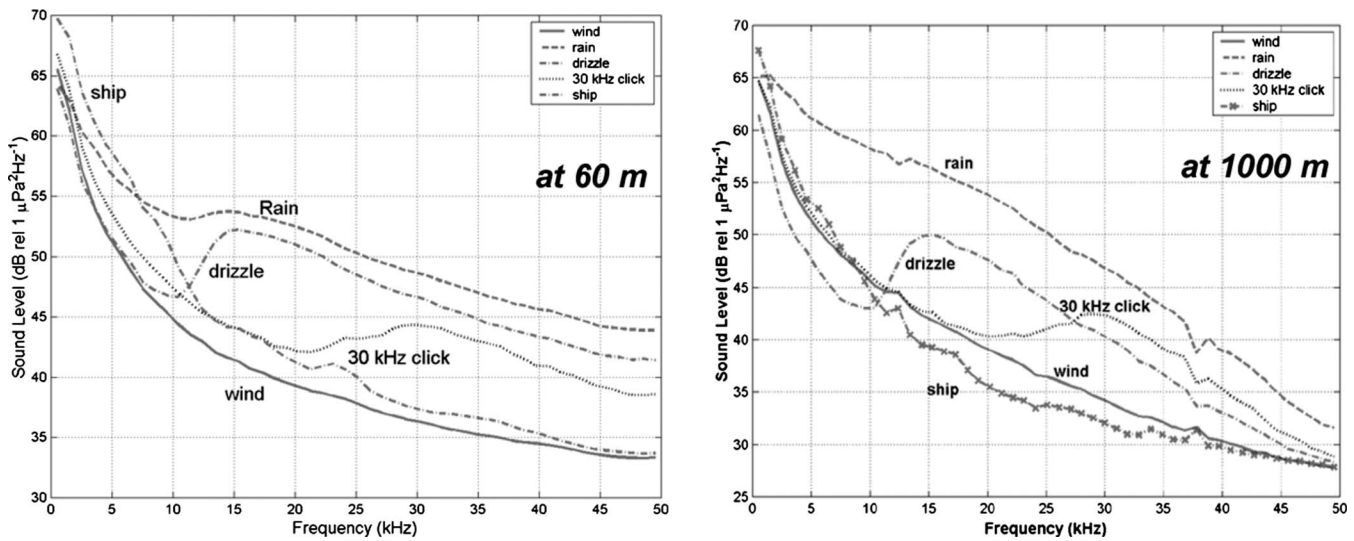 70
65
60
55
50
45
40
35
30
Sound Level (dB rel 1 μPa²Hz⁻¹)
0 5 10 15 20 25 30 35 40 45 50
Frequency (kHz)
wind
rain
drizzle
30 kHz click
ship
ship
at 60 m
Rain
drizzle
30 kHz click
wind
70
65
60
55
50
45
40
35
30
25
Sound Level (dB rel 1 μPa²Hz⁻¹)
0 5 10 15 20 25 30 35 40 45 50
Frequency (kHz)
wind
rain
drizzle
30 kHz click
ship
rain
at 1000 m
drizzle
30 kHz click
wind
ship